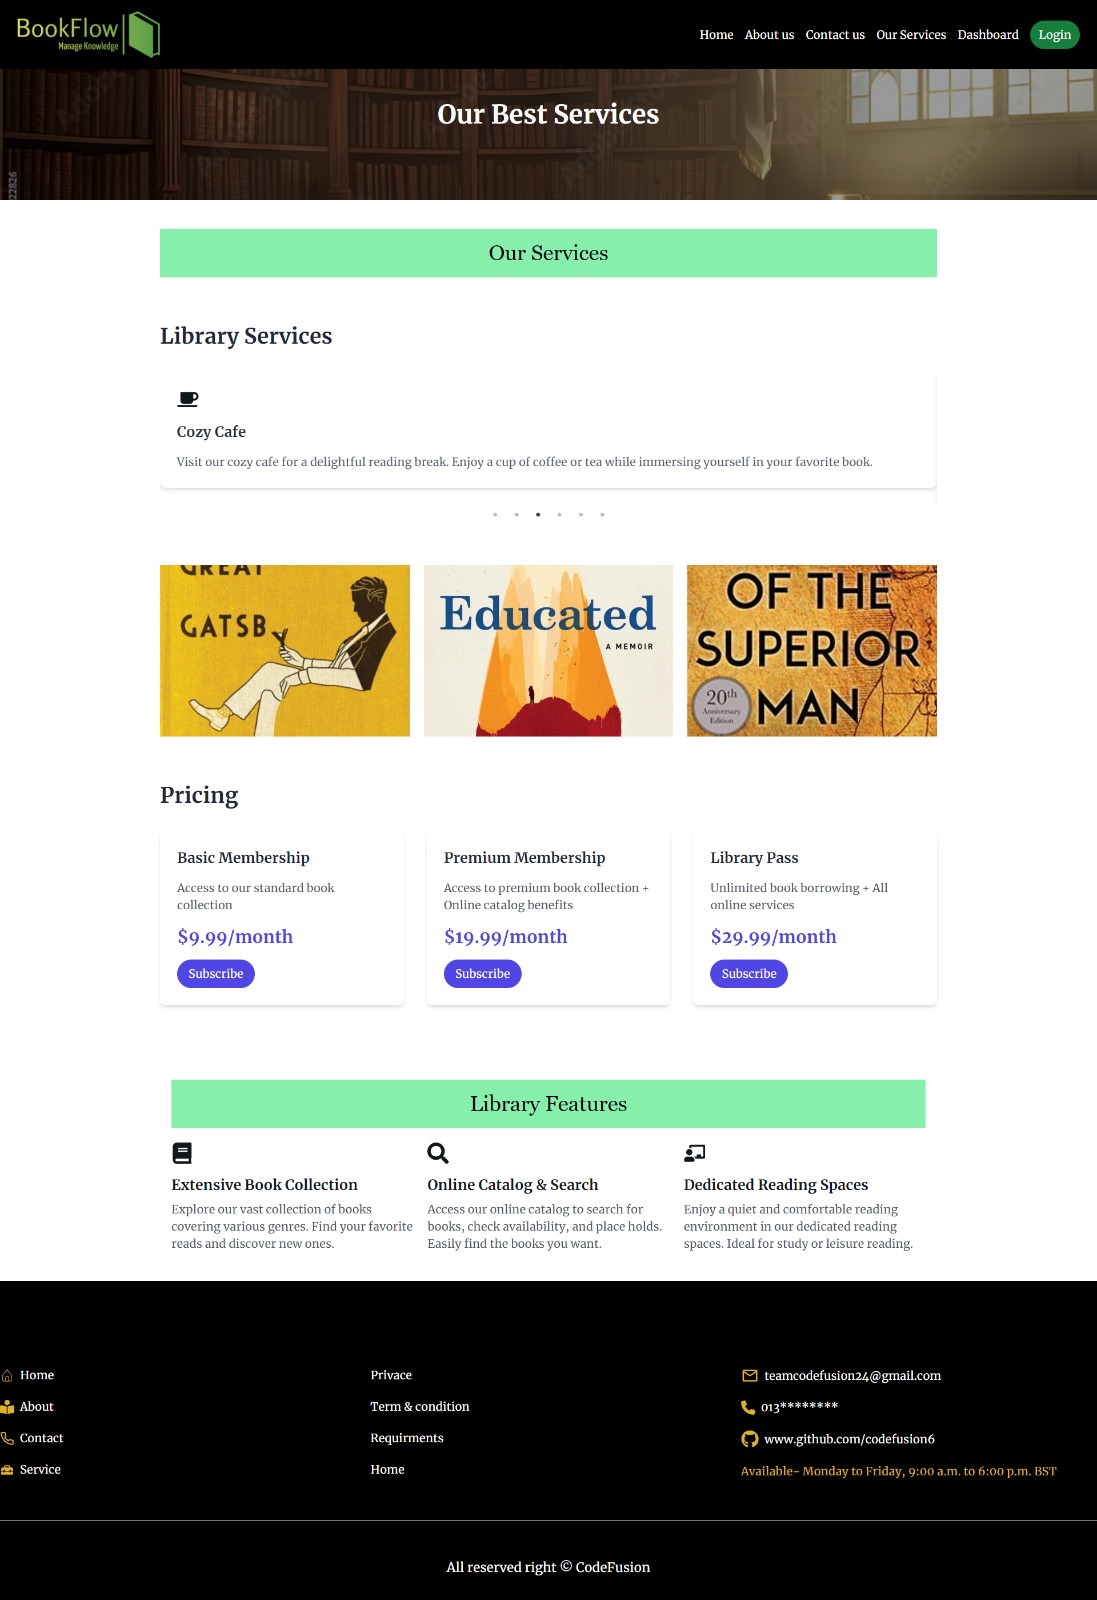 BookFlow
Manage Knowledge
Home About us Contact us Our Services Dashboard Login
Our Best Services
22826
Our Services
Library Services
Cozy Cafe
Visit our cozy cafe for a delightful reading break. Enjoy a cup of coffee or tea while immersing yourself in your favorite book.
GREAT
GATSB
Educated
A MEMOIR
OF THE
SUPERIOR
MAN
20th
Anniversary
Edition
Pricing
Basic Membership
Access to our standard book
collection
$9.99/month
Subscribe
Premium Membership
Access to premium book collection +
Online catalog benefits
$19.99/month
Subscribe
Library Pass
Unlimited book borrowing + All
online services
$29.99/month
Subscribe
Library Features
Extensive Book Collection
Explore our vast collection of books
covering various genres. Find your favorite
reads and discover new ones.
Online Catalog & Search
Access our online catalog to search for
books, check availability, and place holds.
Easily find the books you want.
Dedicated Reading Spaces
Enjoy a quiet and comfortable reading
environment in our dedicated reading
spaces. Ideal for study or leisure reading.
Home
About
Contact
Service
Privace
Term & condition
Requirments
Home
teamcodefusion24@gmail.com
013********
www.github.com/codefusion6
Available- Monday to Friday, 9:00 a.m. to 6:00 p.m. BST
All reserved right © CodeFusion